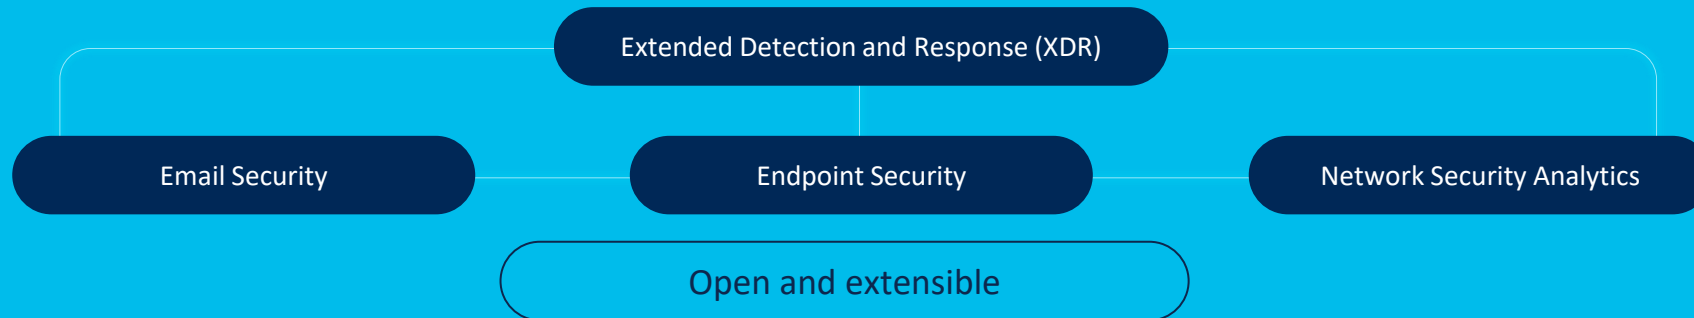 Extended Detection and Response (XDR)
Email Security
Endpoint Security
Network Security Analytics
Open and extensible